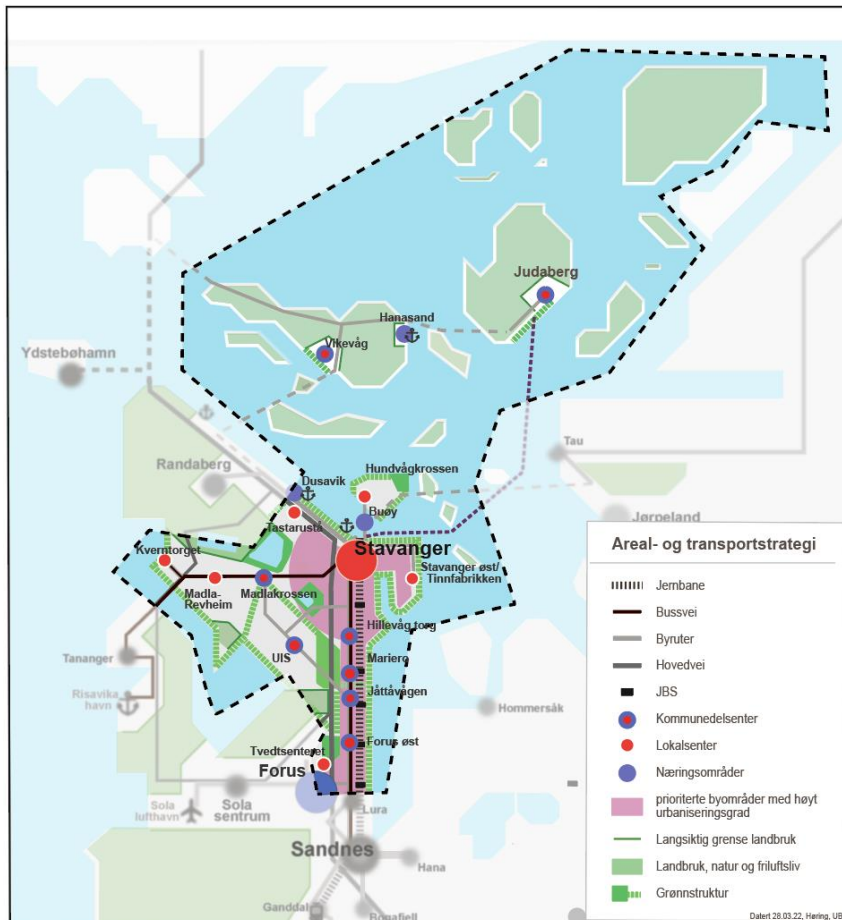 Judaberg
Hanasand
Vikevåg
Ydstebøhamn
Tau
Randaberg
Dusavik
Hundvågkrossen
Buøy
Jørpeland
Tastarustå
Stavanger
Kverntorget
Stavanger øst/
Tinnfabrikken
Madla-
Revheim
Madlakrossen
Hillevåg torg
UIS
Mariero
Tananger
Jåttåvågen
Risavika
havn
Hommersåk
Tvedtsenteret
Forus øst
Forus
Sola
lufthavn
Sola
sentrum
Lura
Sandnes
Hana
Ganddal
Bogafjell
Areal- og transportstrategi
Jernbane
Bussvei
Byruter
Hovedvei
JBS
Kommunedelsenter
Lokalsenter
Næringsområder
prioriterte byområder med høyt
urbaniseringsgrad
Langsiktig grense landbruk
Landbruk, natur og friluftsliv
Grønnstruktur
Datert 28.03.22, Høring, UB